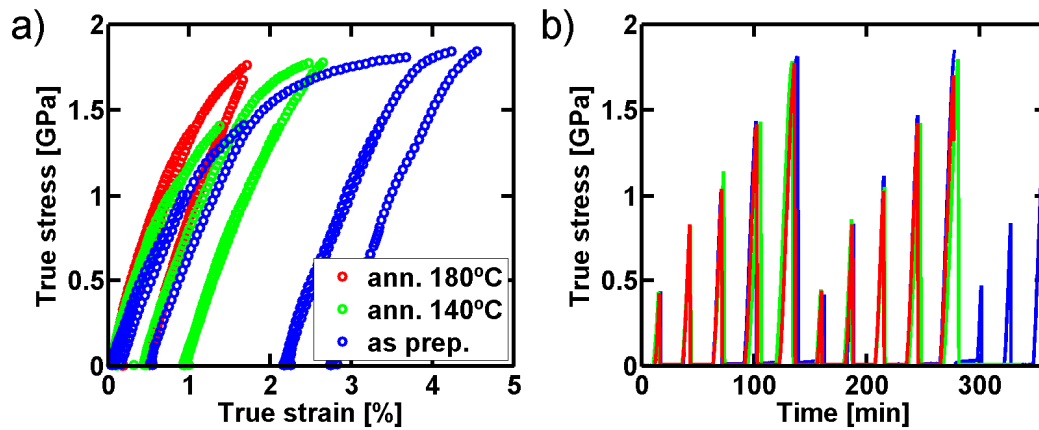 a)
True stress [GPa]
2
1.5
1
0.5
0
0 1 2 3 4 5
True strain [%]
ann. 180ºC
ann. 140ºC
as prep.
b)
True stress [GPa]
2
1.5
1
0.5
0
0 100 200 300
Time [min]